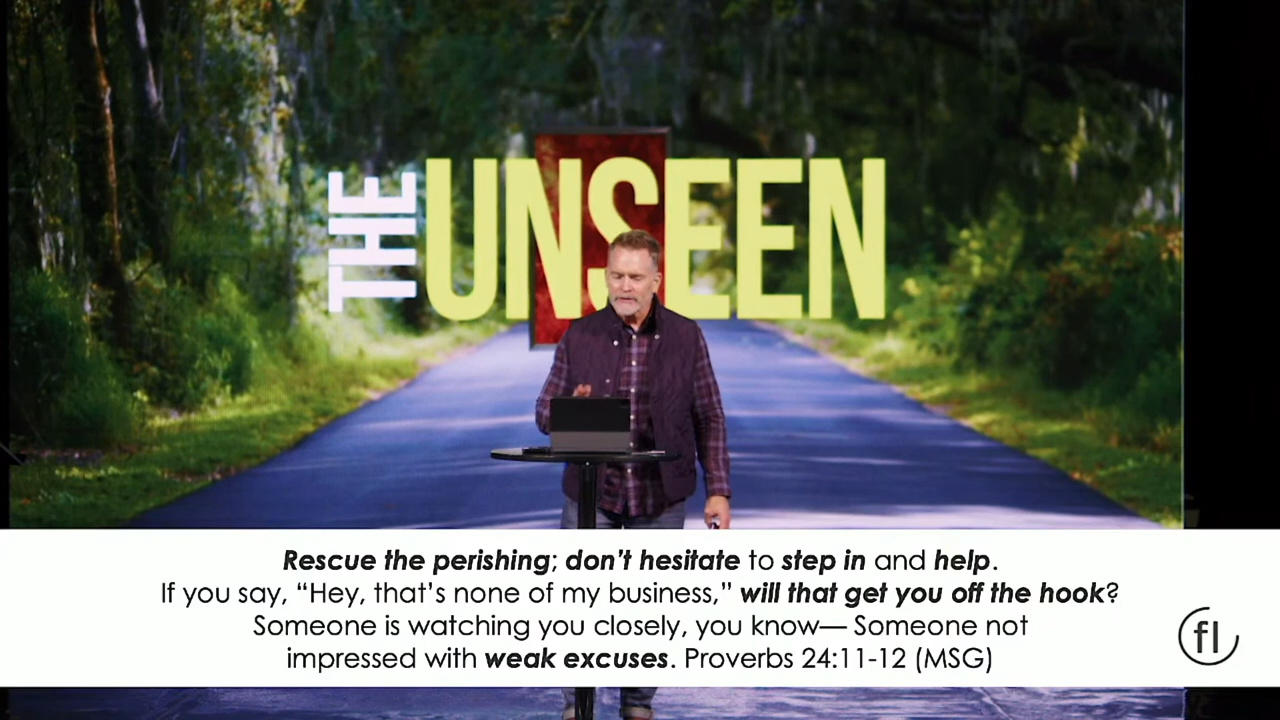 THE UNSEEN
Rescue the perishing; don't hesitate to step in and help.
If you say, “Hey, that's none of my business,” will that get you off the hook?
Someone is watching you closely, you know— Someone not
impressed with weak excuses. Proverbs 24:11-12 (MSG)
fl